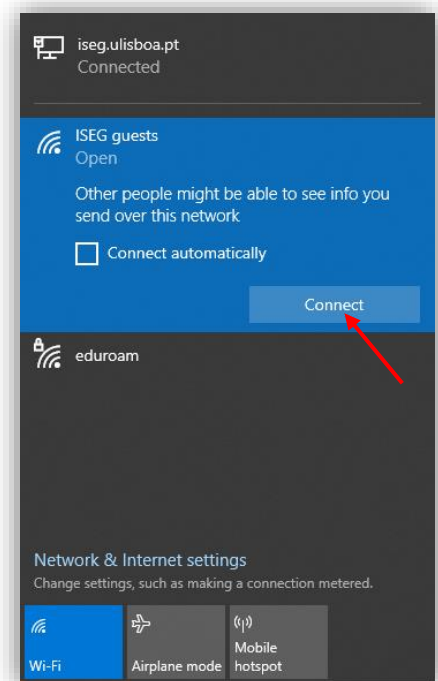 iseg.ulisboa.pt
Connected
ISEG guests
Open
Other people might be able to see info you
send over this network
Connect automatically
Connect
eduroam
Network & Internet settings
Change settings, such as making a connection metered.
Wi-Fi
Airplane mode
Mobile
hotspot